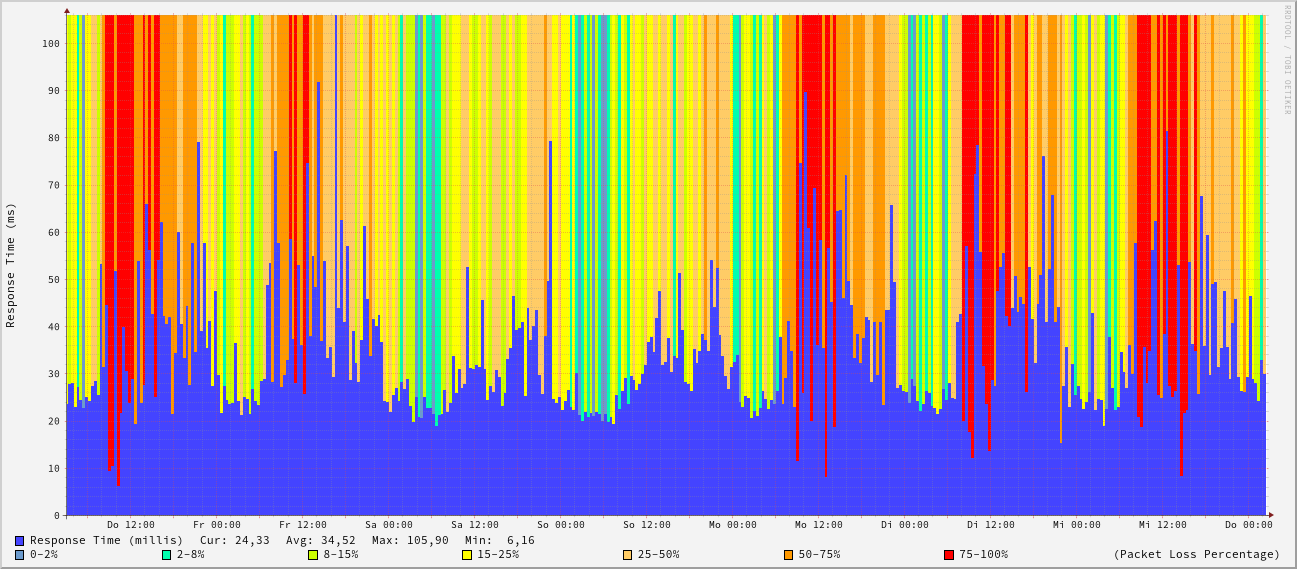 RRDTOOL / TOBI OETIKER
Response Time (ms)
100
90
80
70
60
50
40
30
20
10
0
Do 12:00 Fr 00:00 Fr 12:00 Sa 00:00 Sa 12:00 So 00:00 So 12:00 Mo 00:00 Mo 12:00 Di 00:00 Di 12:00 Mi 00:00 Mi 12:00 Do 00:00
Response Time (millis) Cur: 24,33 Avg: 34,52 Max: 105,90 Min: 6,16
0-2% 2-8% 8-15% 15-25% 25-50% 50-75% 75-100% (Packet Loss Percentage)